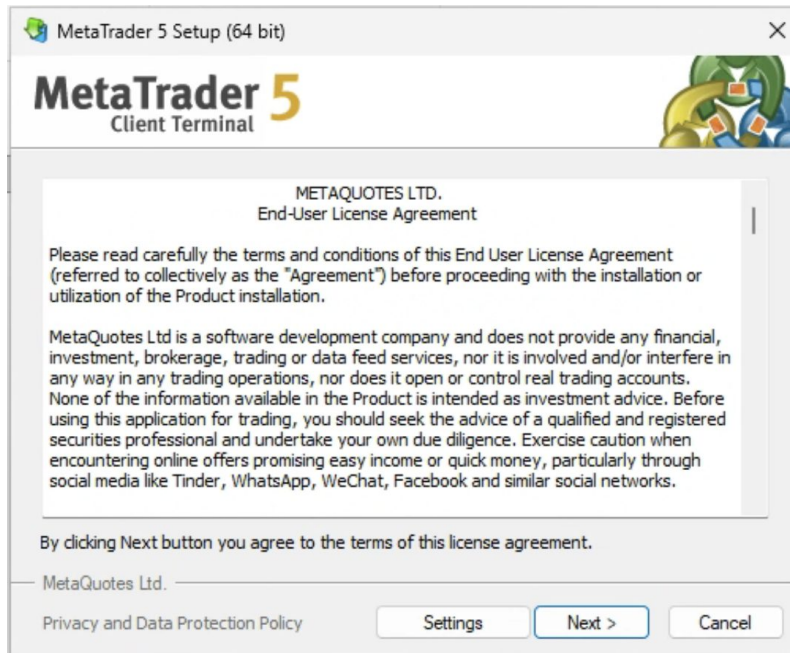 MetaTrader 5 Setup (64 bit)
MetaTrader 5
Client Terminal
METAQUOTES LTD.
End-User License Agreement
Please read carefully the terms and conditions of this End User License Agreement
(referred to collectively as the "Agreement") before proceeding with the installation or
utilization of the Product installation.
MetaQuotes Ltd is a software development company and does not provide any financial,
investment, brokerage, trading or data feed services, nor it is involved and/or interfere in
any way in any trading operations, nor does it open or control real trading accounts.
None of the information available in the Product is intended as investment advice. Before
using this application for trading, you should seek the advice of a qualified and registered
securities professional and undertake your own due diligence. Exercise caution when
encountering online offers promising easy income or quick money, particularly through
social media like Tinder, WhatsApp, WeChat, Facebook and similar social networks.
By clicking Next button you agree to the terms of this license agreement.
MetaQuotes Ltd.
Privacy and Data Protection Policy
Settings
Next >
Cancel